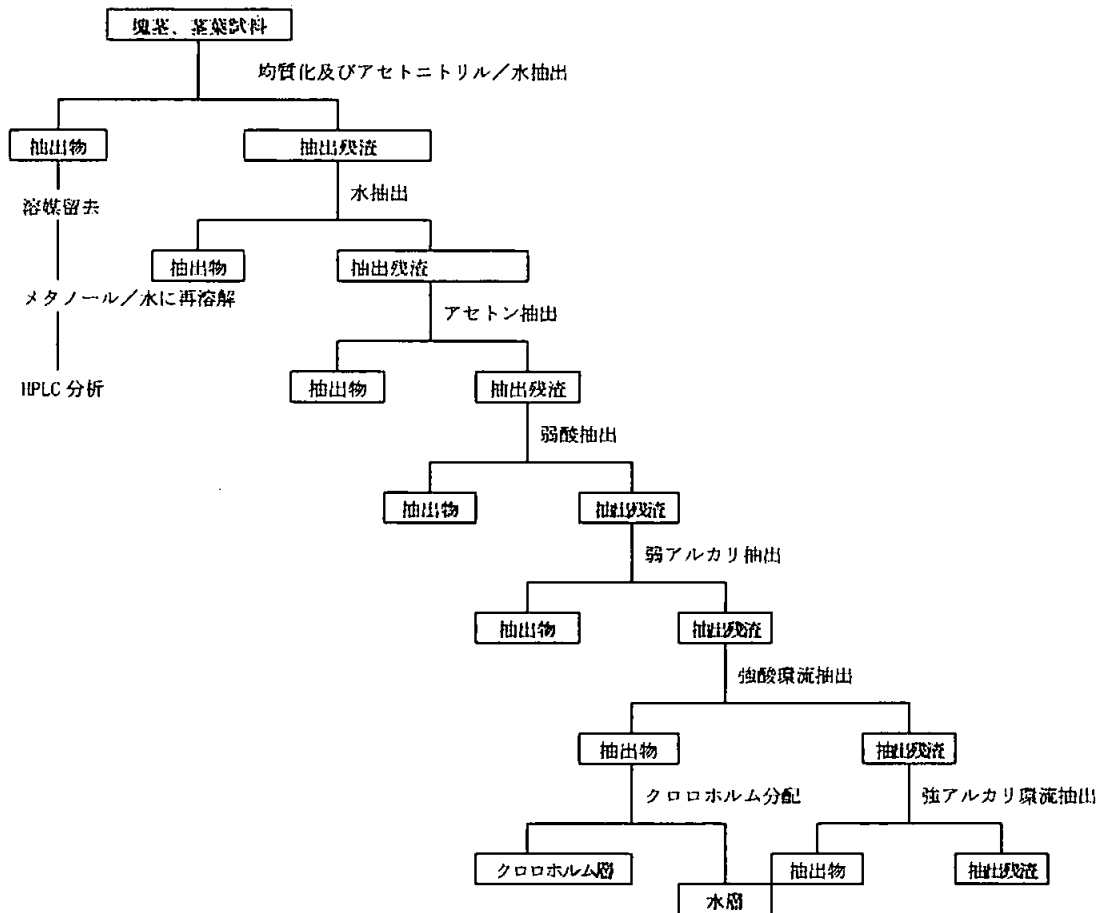 塊茎、茎葉試料
均質化及びアセトニトリル／水抽出
抽出物
抽出残渣
溶媒留去
水抽出
抽出物
抽出残渣
メタノール／水に再溶解
アセトン抽出
HPLC 分析
抽出物
抽出残渣
弱酸抽出
抽出物
抽出残渣
弱アルカリ抽出
抽出物
抽出残渣
強酸環流抽出
抽出物
抽出残渣
クロロホルム分配
強アルカリ環流抽出
クロロホルム層
水層
抽出物
抽出残渣